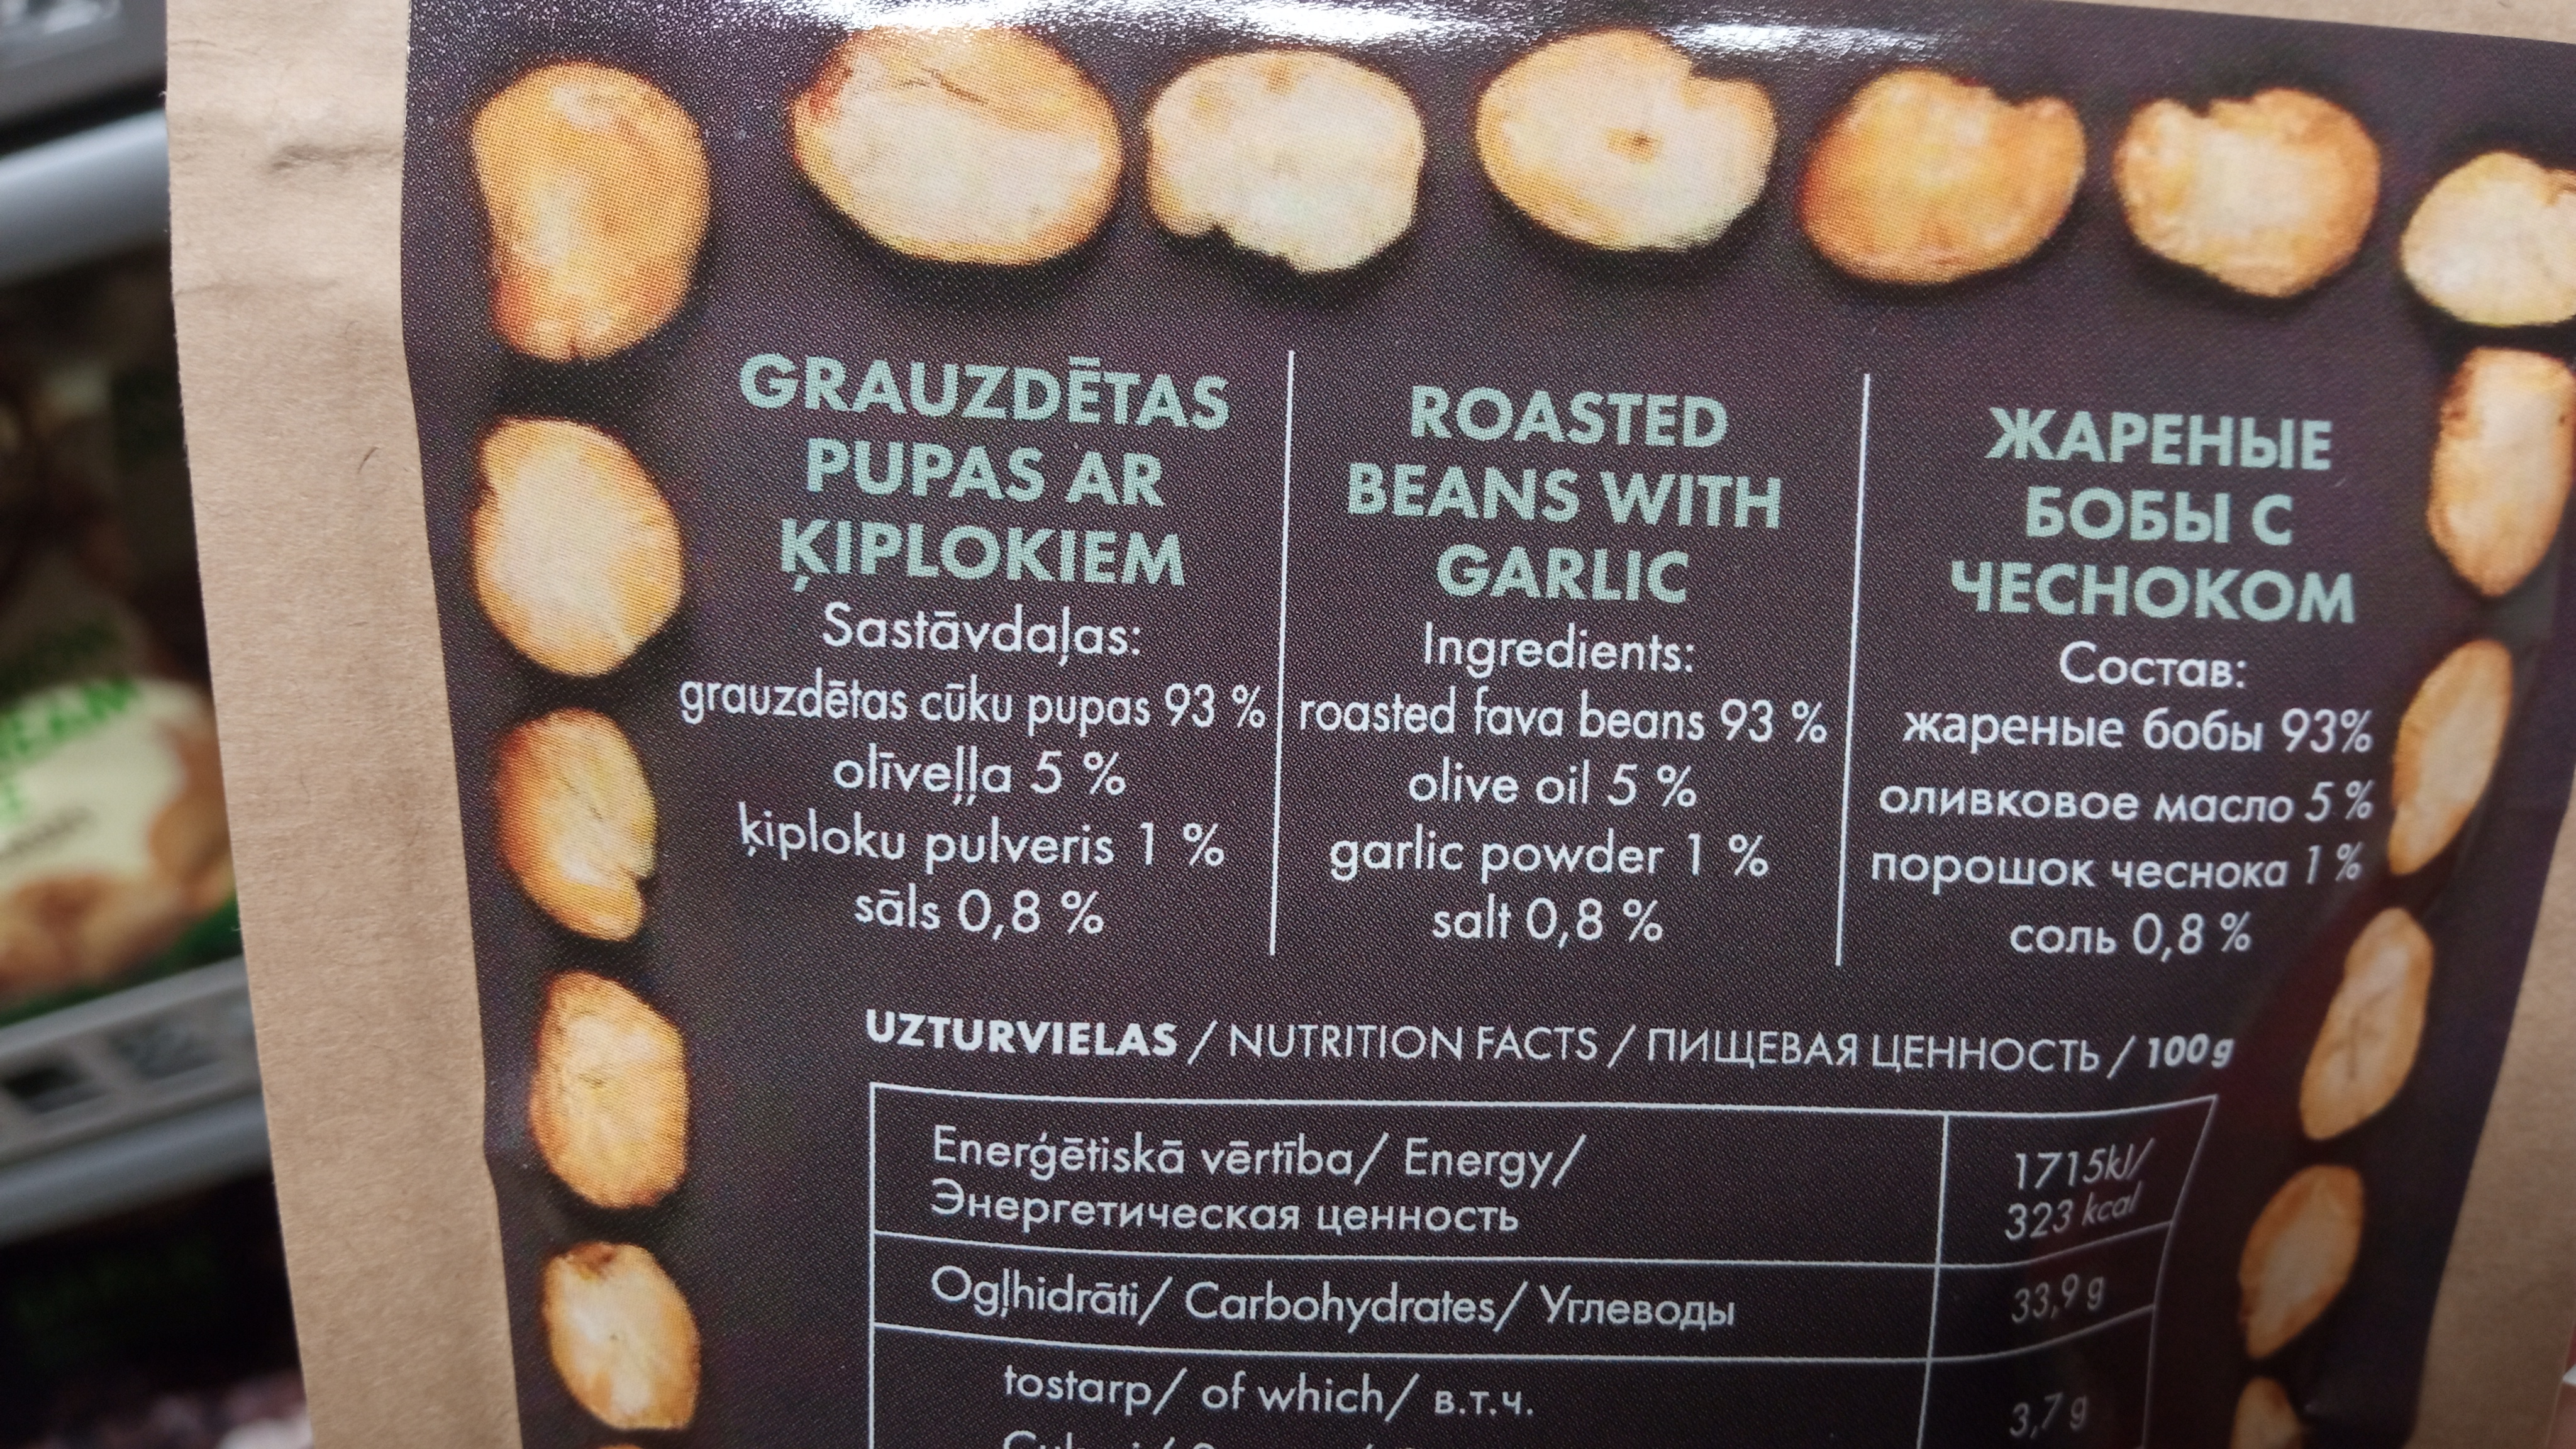 GRAUZDĒTAS
PUPAS AR
ĶIPLOKIEM
Sastāvdaļas:
grauzdētas cūku pupas 93 %
olīveļļa 5 %
ķiploku pulveris 1 %
sāls 0,8 %
ROASTED
BEANS WITH
GARLIC
Ingredients:
roasted fava beans 93 %
olive oil 5 %
garlic powder 1 %
salt 0,8 %
ЖАРЕНЫЕ
БОБЫ С
ЧЕСНОКОМ
Состав:
жареные бобы 93%
оливковое масло 5 %
порошок чеснока 1 %
соль 0,8 %
UZTURVIELAS / NUTRITION FACTS / ПИЩЕВАЯ ЦЕННОСТЬ / 100 g
Enerģētiskā vērtība/ Energy/
Энергетическая ценность
1715kJ/
323 kcal
Ogļhidrāti/ Carbohydrates/ Углеводы
33,9 g
tostarp/ of which/ в.т.ч.
3,7 g